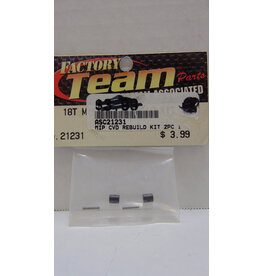 FACTORY
Team Parts
ASSOCIATED
18T M
ASC21231
MIP CVD REBUILD KIT 2PC
.21231
$ 3.99